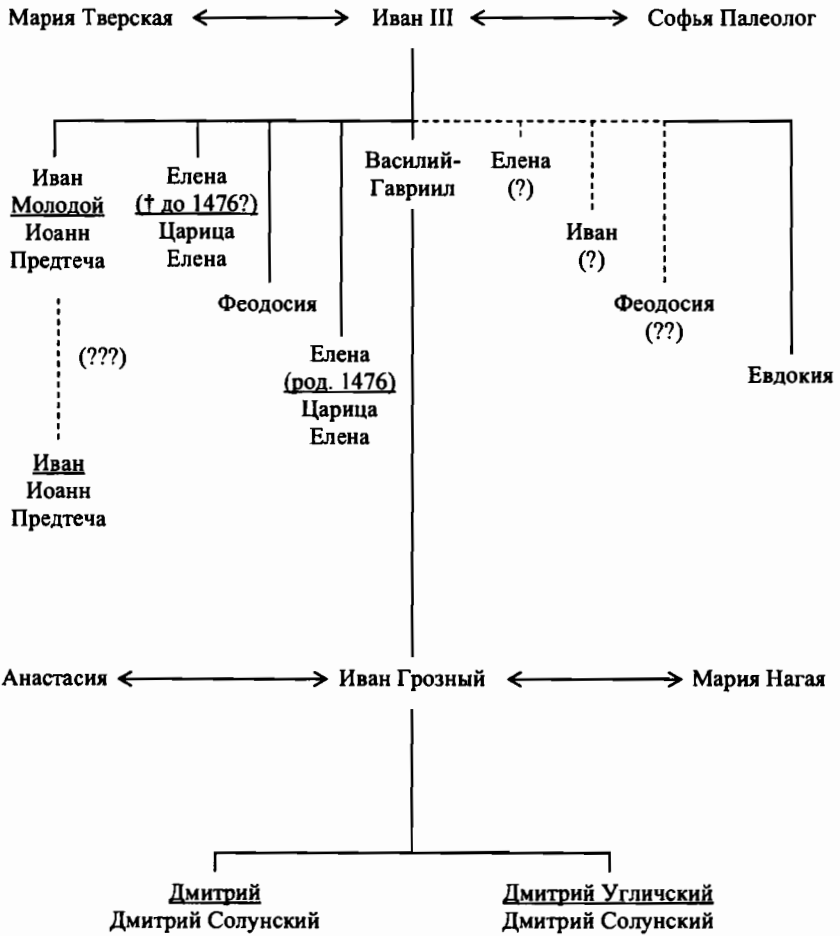 Мария Тверская Иван III Софья Палеолог
Иван
Молодой
Иоанн
Предтеча
Елена
(† до 1476?)
Царица
Елена
Феодосия
Елена
(род. 1476)
Царица
Елена
Василий-
Гавриил
Елена
(?)
Иван
(?)
Феодосия
(??)
Евдокия
(???)
Иван
Иоанн
Предтеча
Анастасия Иван Грозный Мария Нагая
Дмитрий
Дмитрий Солунский
Дмитрий Угличский
Дмитрий Солунский